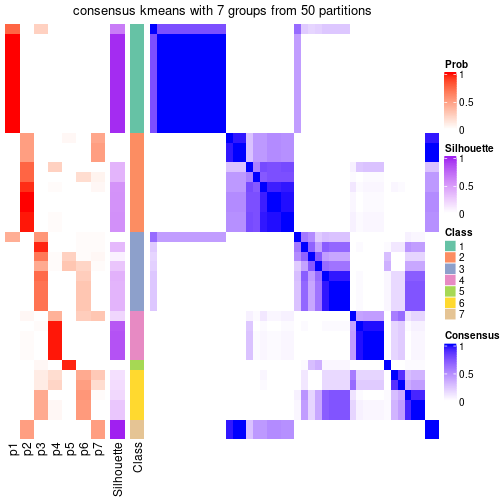 consensus kmeans with 7 groups from 50 partitions
Prob
1
0.5
0
Silhouette
1
0.5
0
Class
1
2
3
4
5
6
7
Consensus
1
0.5
0
p1
p2
p3
p4
p5
p6
p7
Silhouette
Class